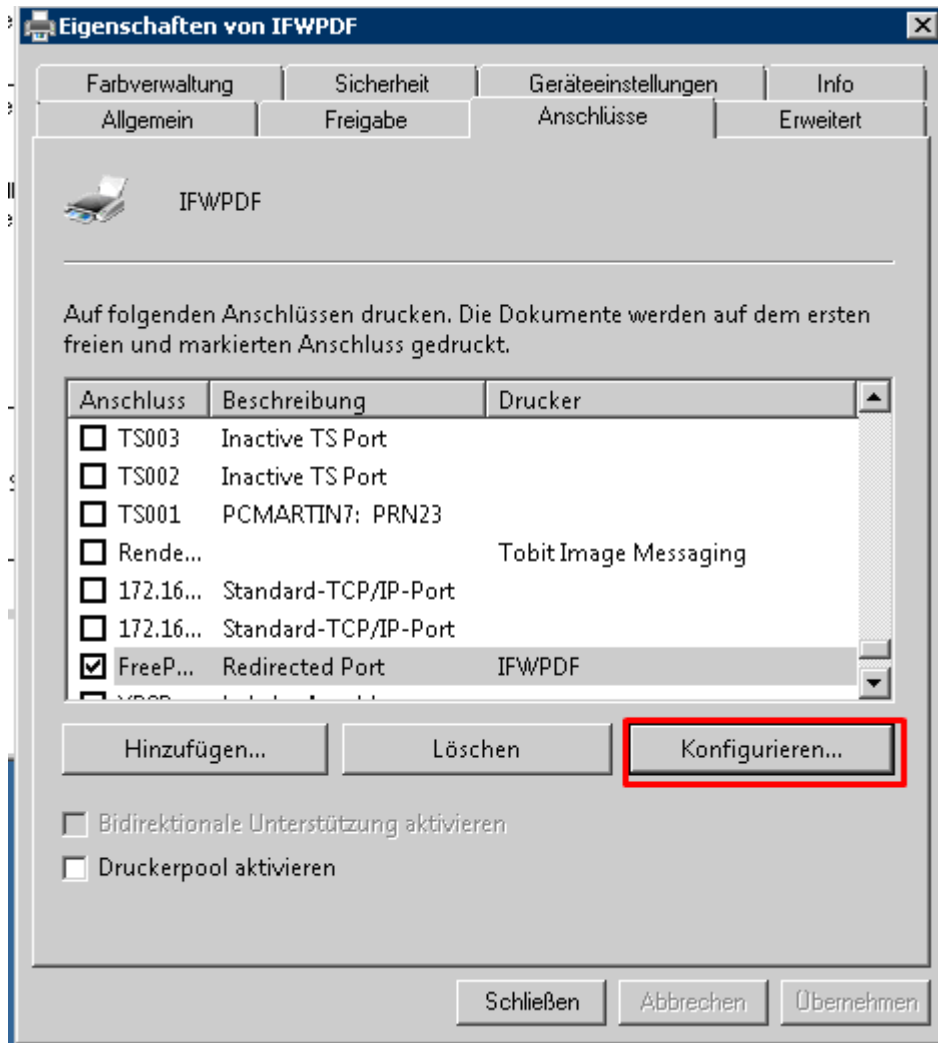 Eigenschaften von IFWPDF
Farbverwaltung Sicherheit Geräteeinstellungen Info
Allgemein Freigabe Anschlüsse Erweitert
IFWPDF
Auf folgenden Anschlüssen drucken. Die Dokumente werden auf dem ersten
freien und markierten Anschluss gedruckt.
Anschluss Beschreibung Drucker
TS003 Inactive TS Port
TS002 Inactive TS Port
TS001 PCMARTIN7: PRN23
Rende... Tobit Image Messaging
172.16... Standard-TCP/IP-Port
172.16... Standard-TCP/IP-Port
FreeP... Redirected Port IFWPDF
Hinzufügen... Löschen Konfigurieren...
Bidirektionale Unterstützung aktivieren
Druckerpool aktivieren
Schließen Abbrechen Übernehmen